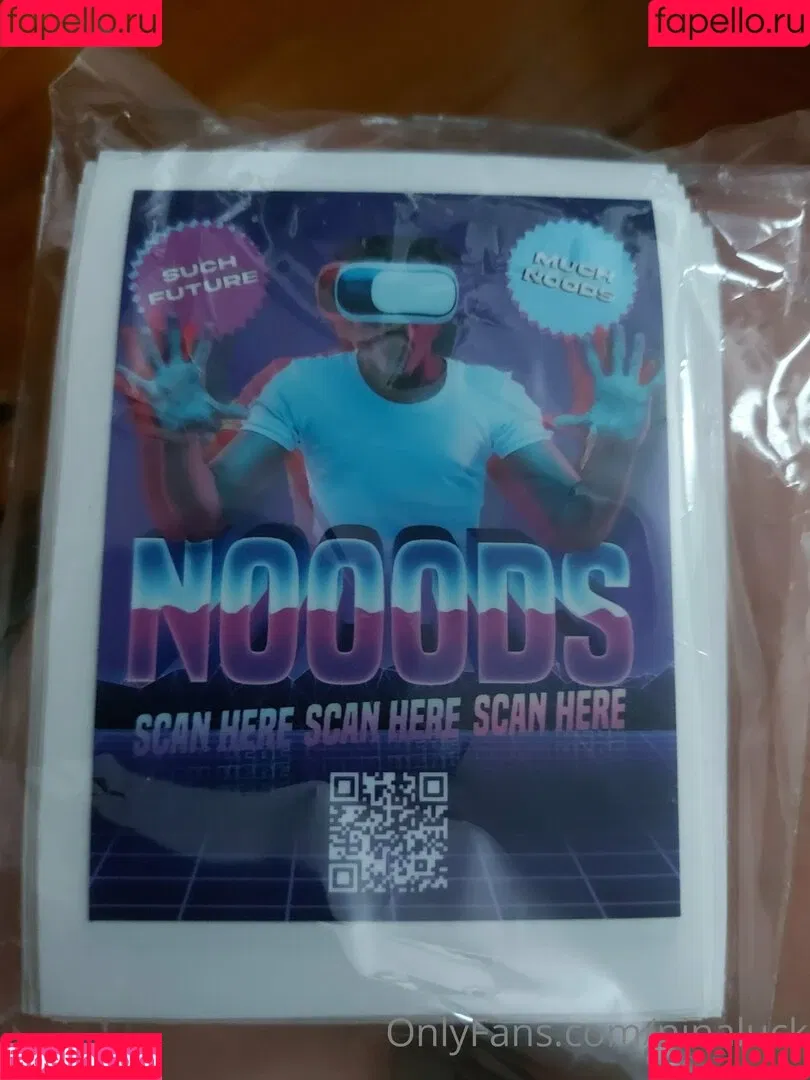 fapello.ru fapello.ru
SUCH
FUTURE
MUCH
NOODS
NOOODS
SCAN HERE SCAN HERE SCAN HERE
OnlyFans.com/ninaluck
fapello.ru fapello.ru